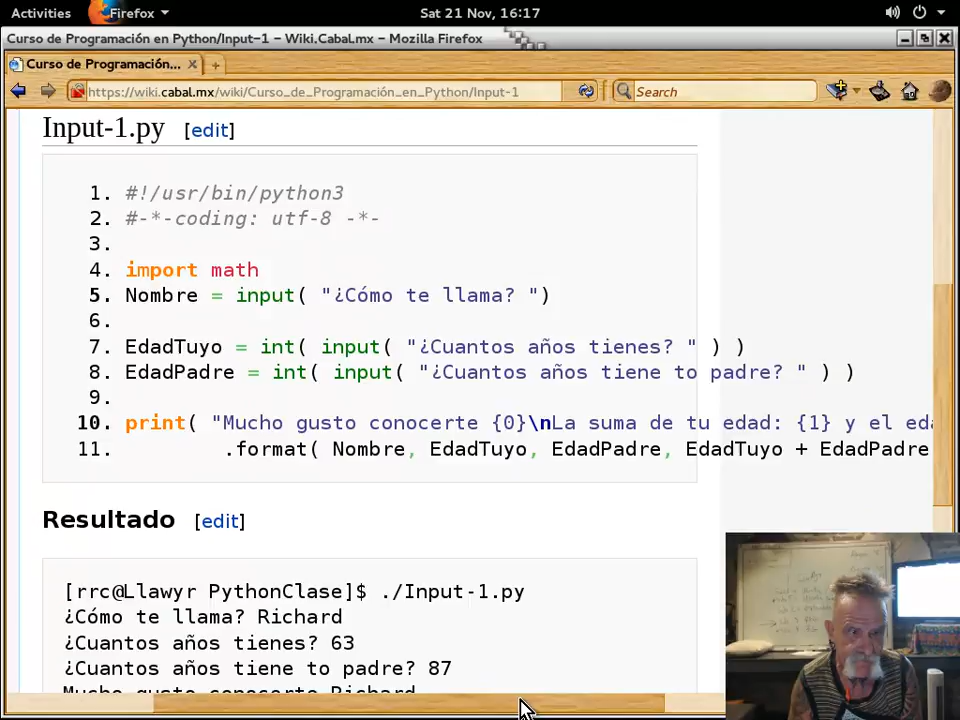 Activities Firefox Sat 21 Nov, 16:17
Curso de Programación en Python/Input-1 - Wiki.Cabal.mx - Mozilla Firefox
Curso de Programación...
https://wiki.cabal.mx/wiki/Curso_de_Programación_en_Python/Input-1 Search
Input-1.py [edit]
1. #!/usr/bin/python3
2. #-*-coding: utf-8 -*-
3.
4. import math
5. Nombre = input( "¿Cómo te llama? ")
6.
7. EdadTuyo = int( input( "¿Cuantos años tienes? " ) )
8. EdadPadre = int( input( "¿Cuantos años tiene to padre? " ) )
9.
10. print( "Mucho gusto conocerte {0}\nLa suma de tu edad: {1} y el eda
11. .format( Nombre, EdadTuyo, EdadPadre, EdadTuyo + EdadPadre
Resultado [edit]
[rrc@Llawyr PythonClase]$ ./Input-1.py
¿Cómo te llama? Richard
¿Cuantos años tienes? 63
¿Cuantos años tiene to padre? 87
Mucho gusto conocerte Richard